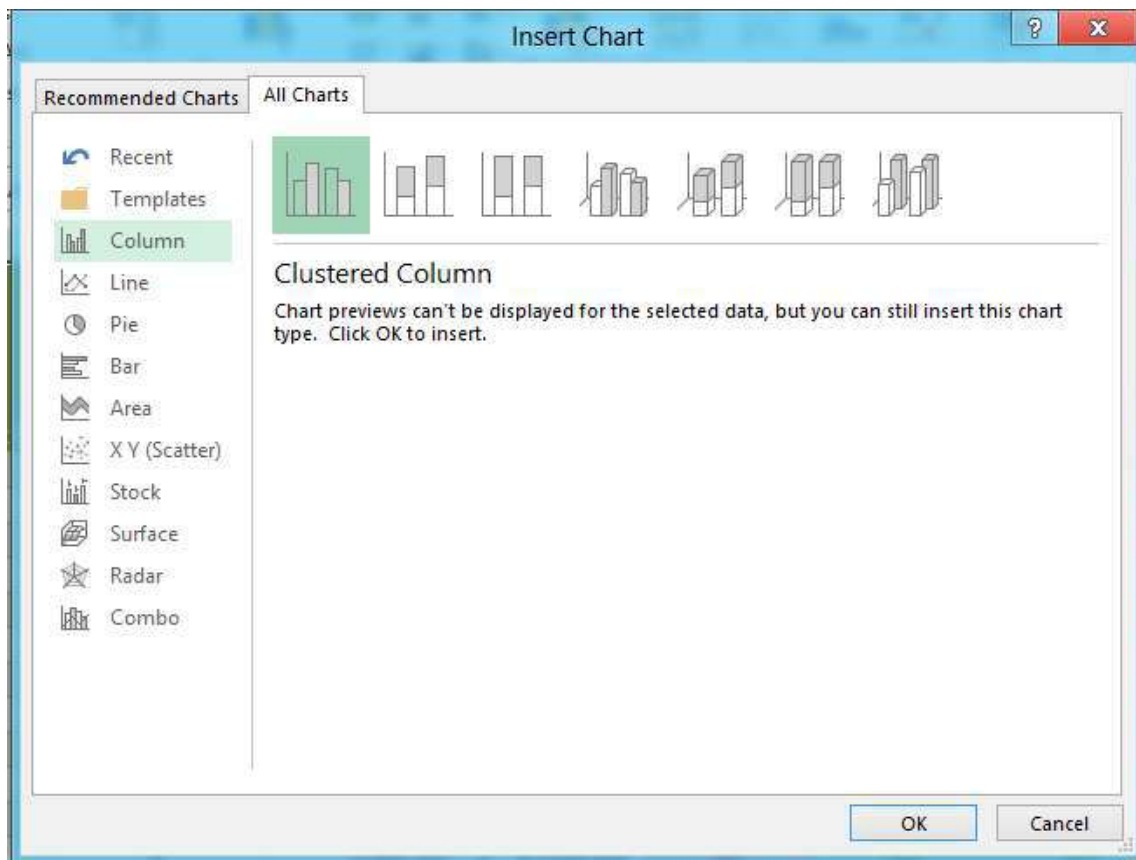 Insert Chart
?
X
Recommended Charts
All Charts
Recent
Templates
Column
Line
Pie
Bar
Area
X Y (Scatter)
Stock
Surface
Radar
Combo
Clustered Column
Chart previews can't be displayed for the selected data, but you can still insert this chart
type. Click OK to insert.
OK
Cancel